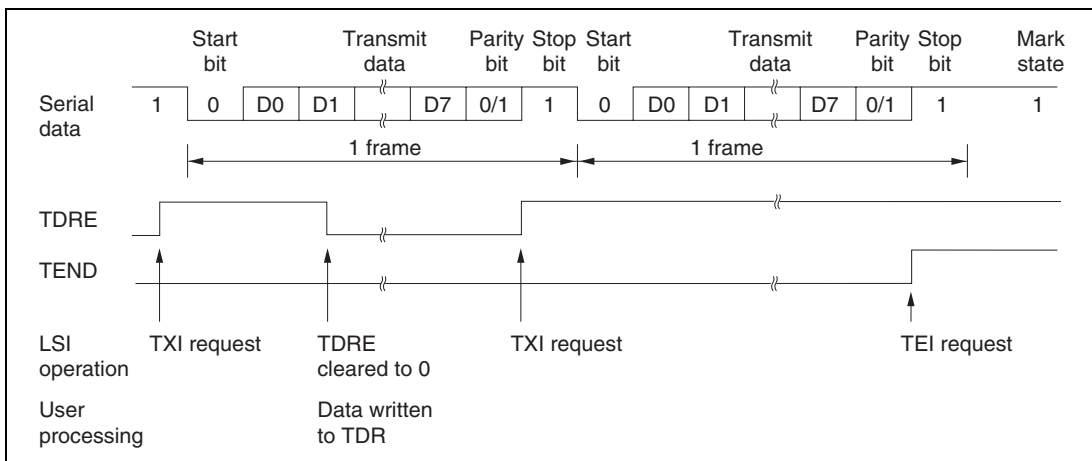 Start bit Transmit data Parity bit Stop bit Start bit Transmit data Parity bit Stop bit Mark state
Serial data 1 0 D0 D1 D7 0/1 1 0 D0 D1 D7 0/1 1 1
1 frame 1 frame
TDRE
TEND
LSI operation TXI request TDRE cleared to 0 TXI request TEI request
User processing Data written to TDR